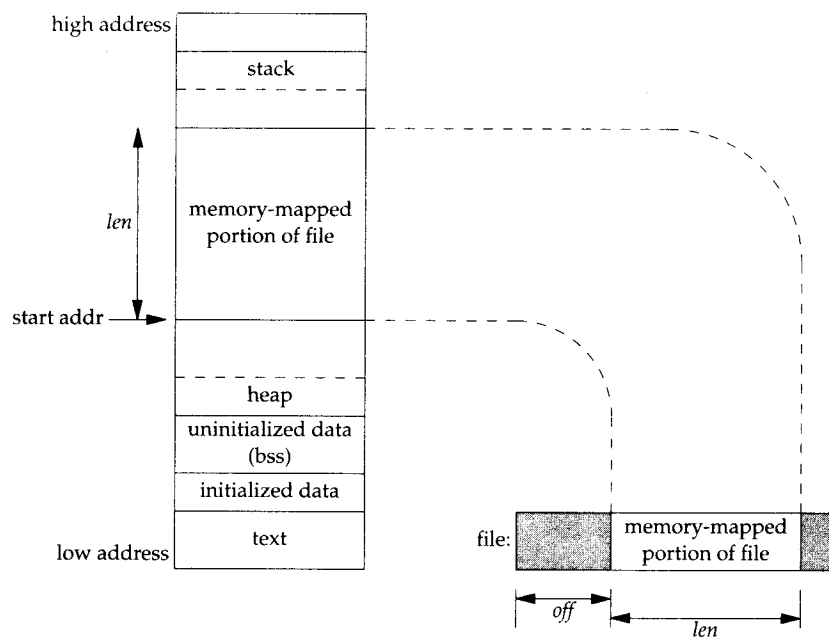 high address
stack
len
memory-mapped
portion of file
start addr
heap
uninitialized data
(bss)
initialized data
text
low address
file:
memory-mapped
portion of file
off
len